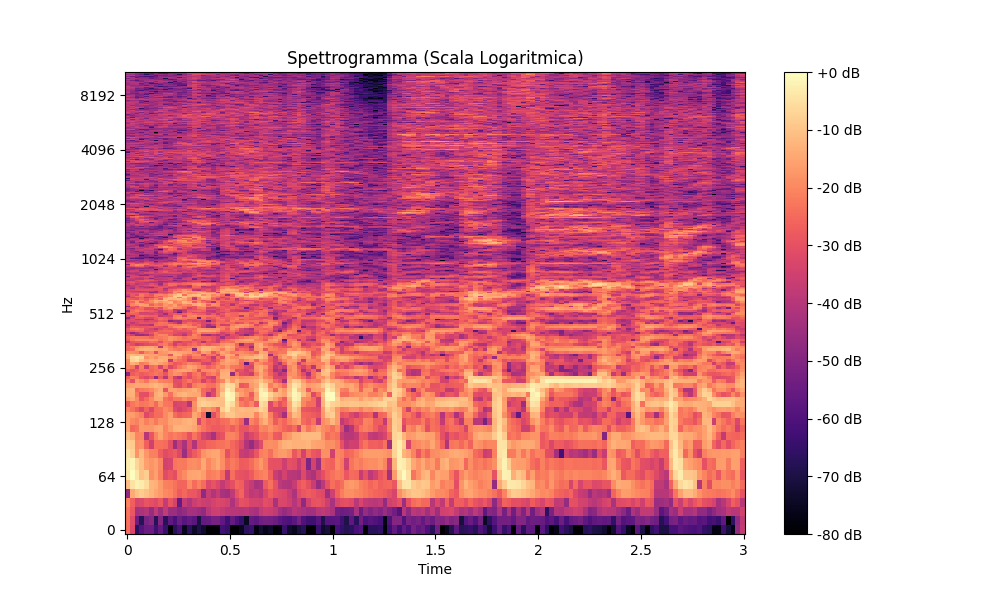 Spettrogramma (Scala Logaritmica)
Hz
8192
4096
2048
1024
512
256
128
64
0
0 0.5 1 1.5 2 2.5 3
Time
+0 dB
-10 dB
-20 dB
-30 dB
-40 dB
-50 dB
-60 dB
-70 dB
-80 dB